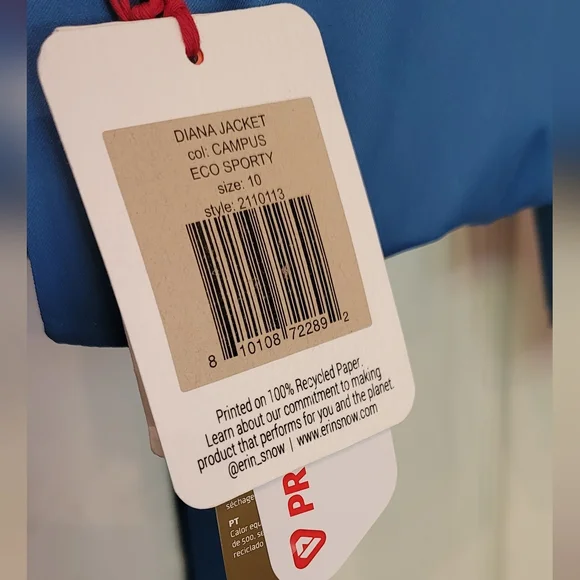 DIANA JACKET
col: CAMPUS
ECO SPORTY
size: 10
style: 2110113
8 10108 72289 2
Printed on 100% Recycled Paper.
Learn about our commitment to making
product that performs for you and the planet.
@erin_snow | www.erinsnow.com
séchage
PT
Calor equ
de 500, se
reciclado
PR